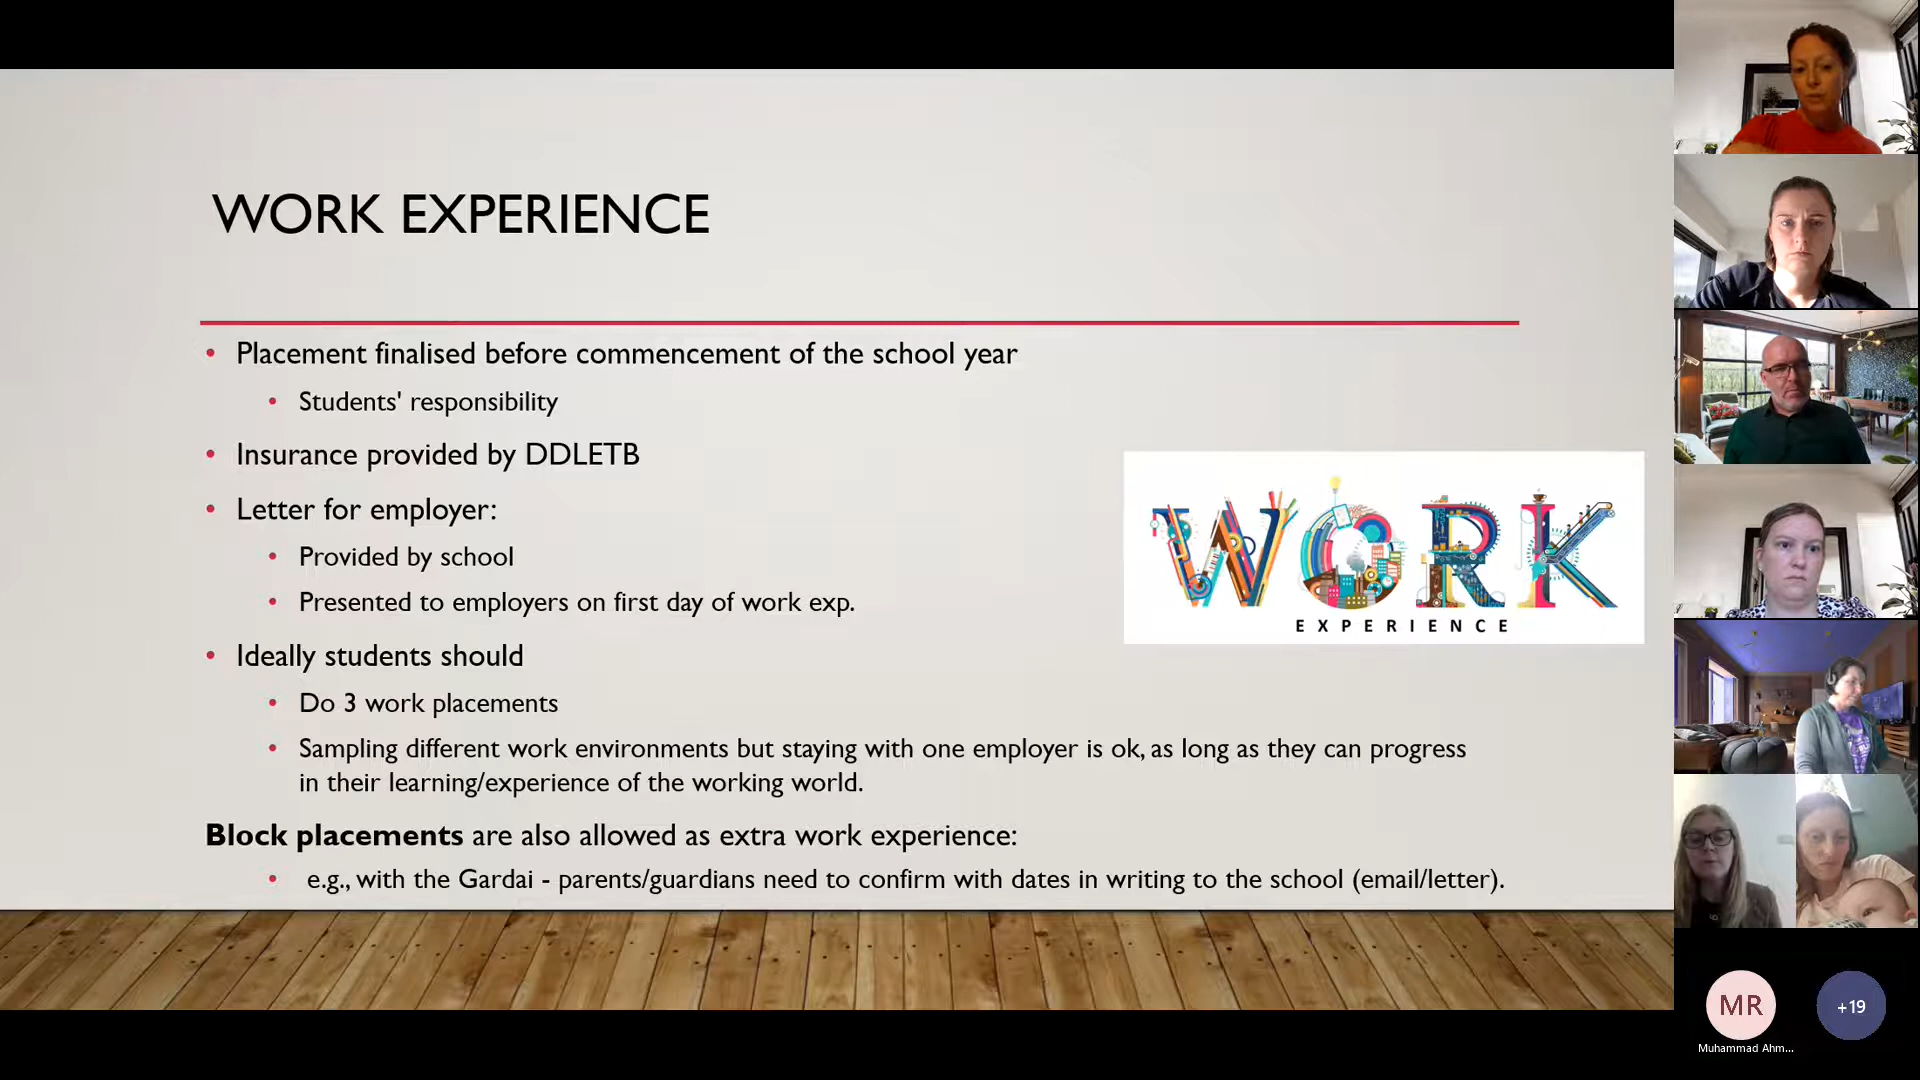 WORK EXPERIENCE
• Placement finalised before commencement of the school year
• Students' responsibility
• Insurance provided by DDLETB
• Letter for employer:
• Provided by school
• Presented to employers on first day of work exp.
• Ideally students should
• Do 3 work placements
• Sampling different work environments but staying with one employer is ok, as long as they can progress
in their learning/experience of the working world.
Block placements are also allowed as extra work experience:
• e.g., with the Gardai - parents/guardians need to confirm with dates in writing to the school (email/letter).
WORK
EXPERIENCE
MR
+19
Muhammad Ahm...